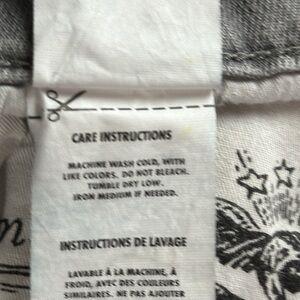 CARE INSTRUCTIONS
MACHINE WASH COLD, WITH
LIKE COLORS. DO NOT BLEACH.
TUMBLE DRY LOW.
IRON MEDIUM IF NEEDED.
INSTRUCTIONS DE LAVAGE
LAVABLE À LA MACHINE, À
FROID, AVEC DES COULEURS
SIMILAIRES. NE PAS AJOUTER